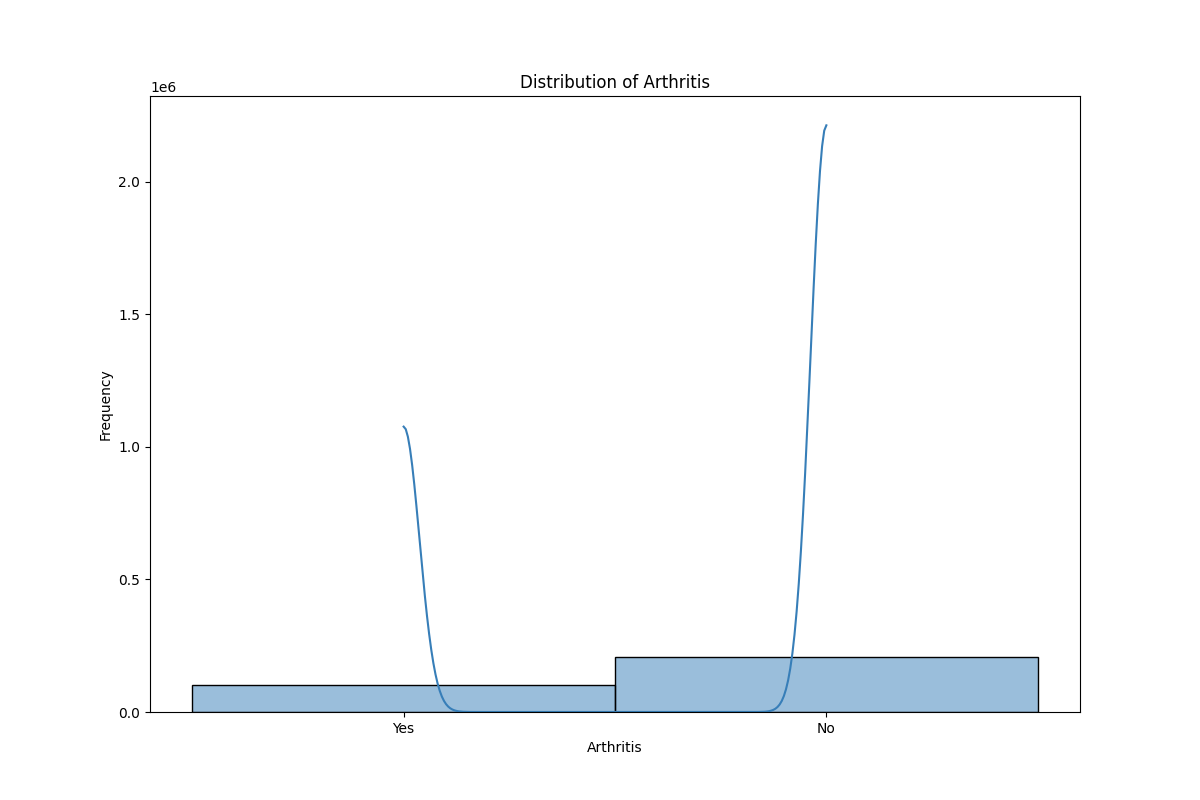 Distribution of Arthritis
1e6
2.0
1.5
1.0
0.5
0.0
Frequency
Yes
No
Arthritis